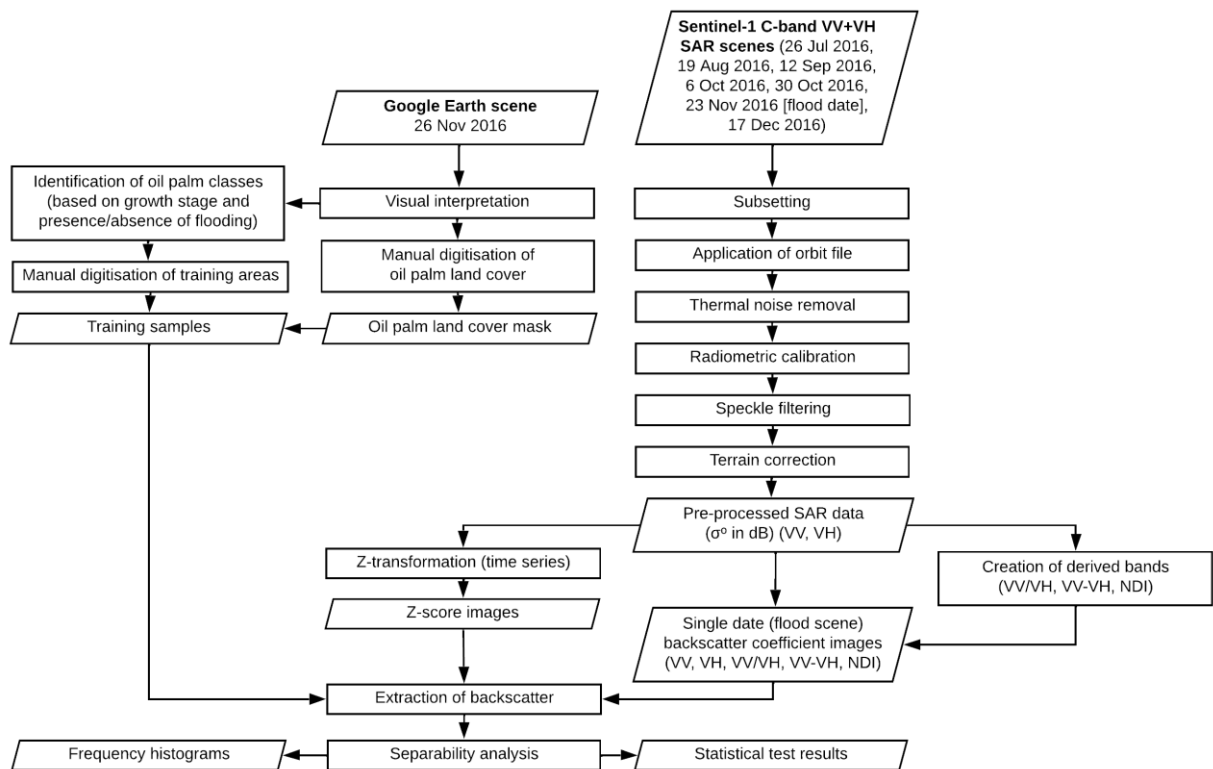 Sentinel-1 C-band VV+VH
SAR scenes (26 Jul 2016,
19 Aug 2016, 12 Sep 2016,
6 Oct 2016, 30 Oct 2016,
23 Nov 2016 [flood date],
17 Dec 2016)
Google Earth scene
26 Nov 2016
Identification of oil palm classes
(based on growth stage and
presence/absence of flooding)
Visual interpretation
Subsetting
Manual digitisation of training areas
Manual digitisation of
oil palm land cover
Application of orbit file
Thermal noise removal
Training samples
Oil palm land cover mask
Radiometric calibration
Speckle filtering
Terrain correction
Pre-processed SAR data
(σº in dB) (VV, VH)
Z-transformation (time series)
Creation of derived bands
(VV/VH, VV-VH, NDI)
Z-score images
Single date (flood scene)
backscatter coefficient images
(VV, VH, VV/VH, VV-VH, NDI)
Extraction of backscatter
Frequency histograms
Separability analysis
Statistical test results